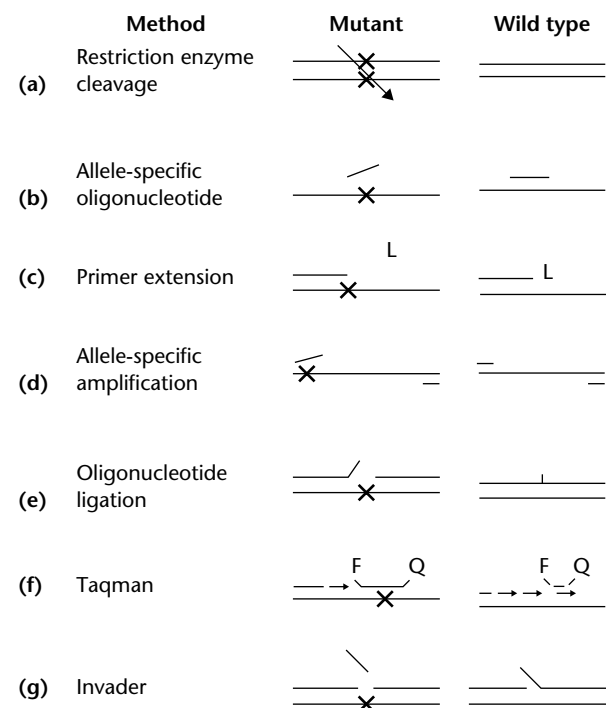 Method Mutant Wild type
(a) Restriction enzyme
cleavage
(b) Allele-specific
oligonucleotide
L
(c) Primer extension L
Allele-specific
(d) amplification
Oligonucleotide
(e) ligation
F Q F Q
(f) Taqman
(g) Invader